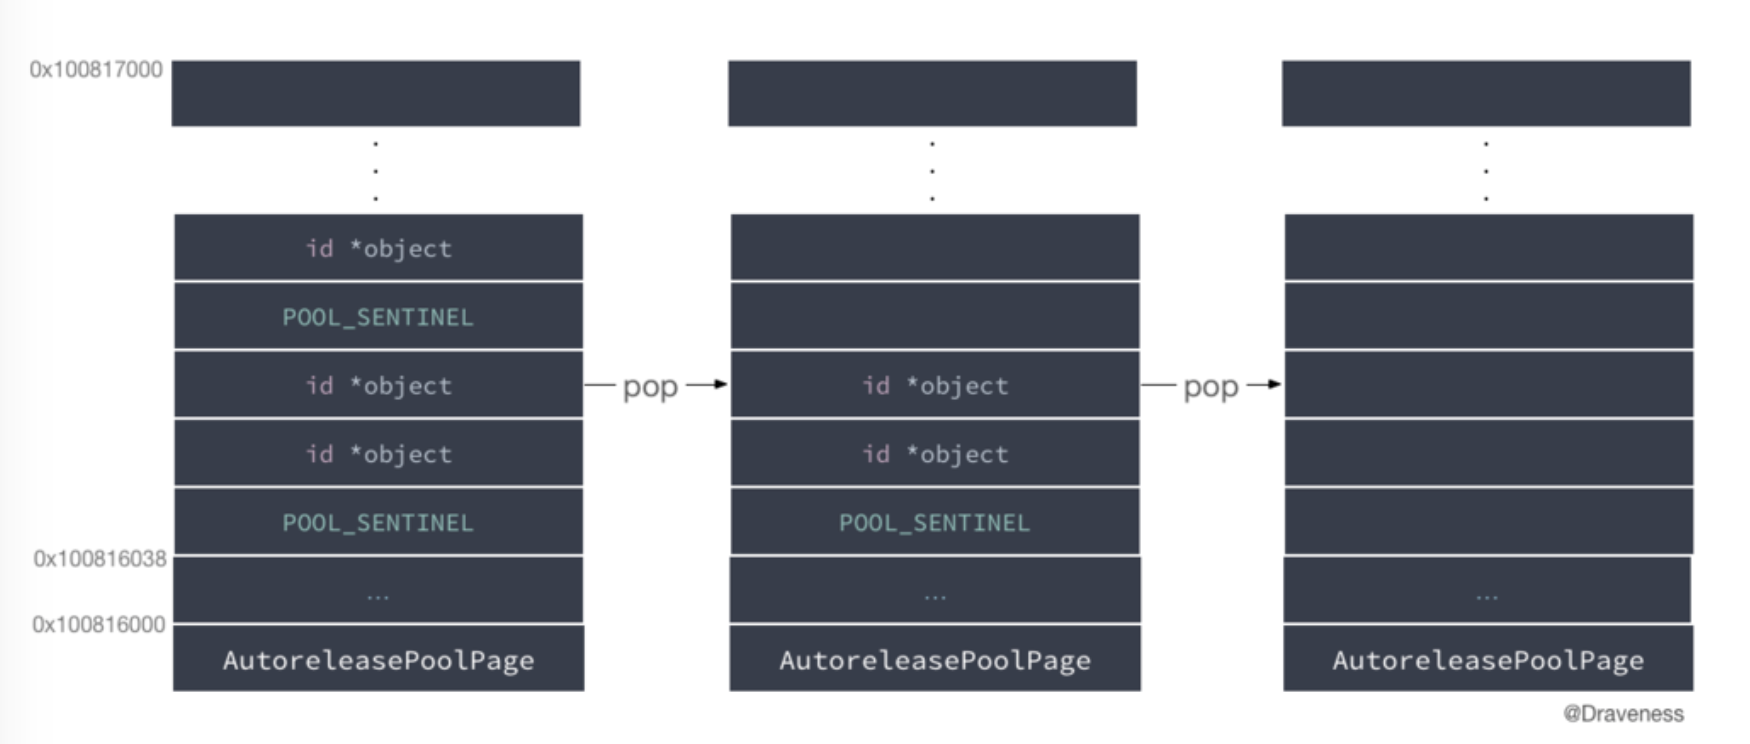 0x100817000
id *object
POOL_SENTINEL
id *object
pop
id *object
pop
id *object
id *object
POOL_SENTINEL
POOL_SENTINEL
0x100816038
...
...
...
0x100816000
AutoreleasePoolPage
AutoreleasePoolPage
AutoreleasePoolPage
@Draveness